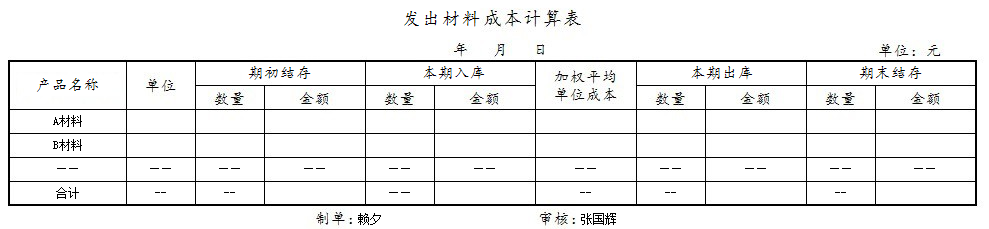 发出材料成本计算表
年 月 日 单位：元
产品名称 单位 期初结存 本期入库 加权平均单位成本 本期出库 期末结存
数量 金额 数量 金额 数量 金额 数量 金额
A材料
B材料
—— —— —— —— —— —— —— —— —— —— ——
合计 -- -- —— -- -- --
制单：赖夕 审核：张国辉